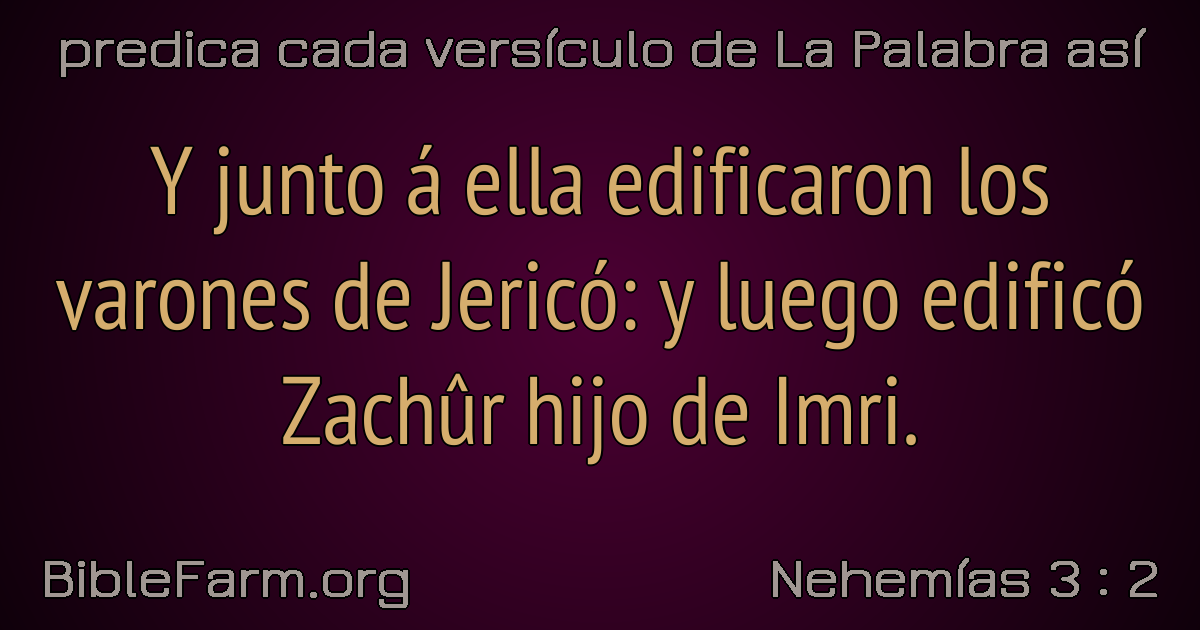 predica cada versículo de La Palabra así
Y junto á ella edificaron los
varones de Jericó: y luego edificó
Zachûr hijo de Imri.
BibleFarm.org
Nehemías 3 : 2